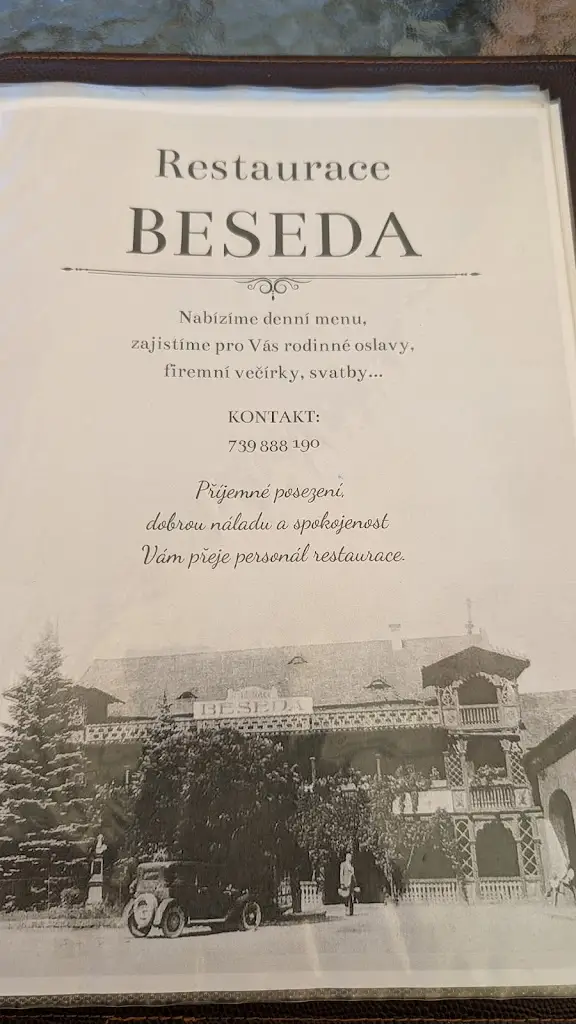 Restaurace
BESEDA
Nabízíme denní menu,
zajistíme pro Vás rodinné oslavy,
firemní večírky, svatby...
KONTAKT:
739 888 190
Příjemné posezení,
dobrou náladu a spokojenost
Vám přeje personál restaurace.
BESEDA